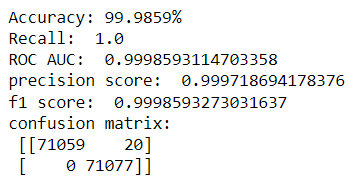 Accuracy: 99.9859%
Recall:  1.0
ROC AUC:  0.9998593114703358
precision score:  0.999718694178376
f1 score:  0.9998593273031637
confusion matrix:
 [[71059    20]
 [    0 71077]]